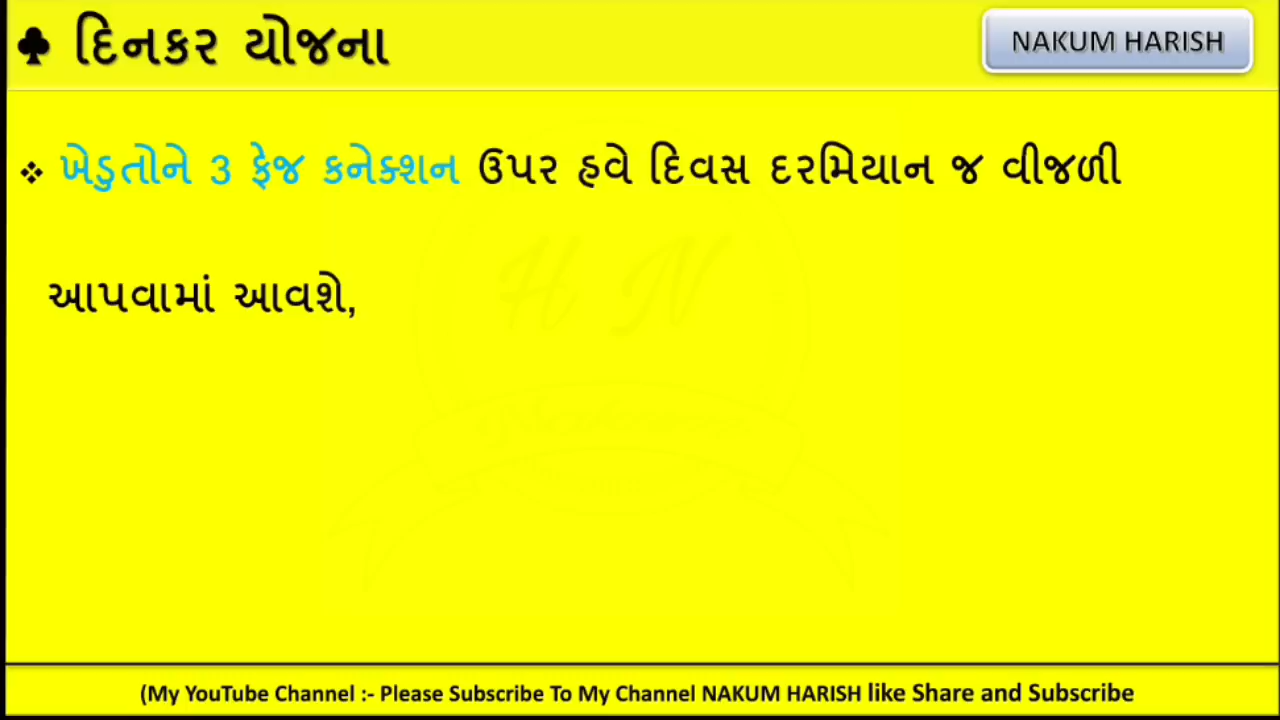 ♣ દિનકર યોજના
NAKUM HARISH
❖ ખેડુતોને 3 ફેજ કનેક્શન ઉપર હવે દિવસ દરમિયાન જ વીજળી
આપવામાં આવશે,
H N
(My YouTube Channel :- Please Subscribe To My Channel NAKUM HARISH like Share and Subscribe